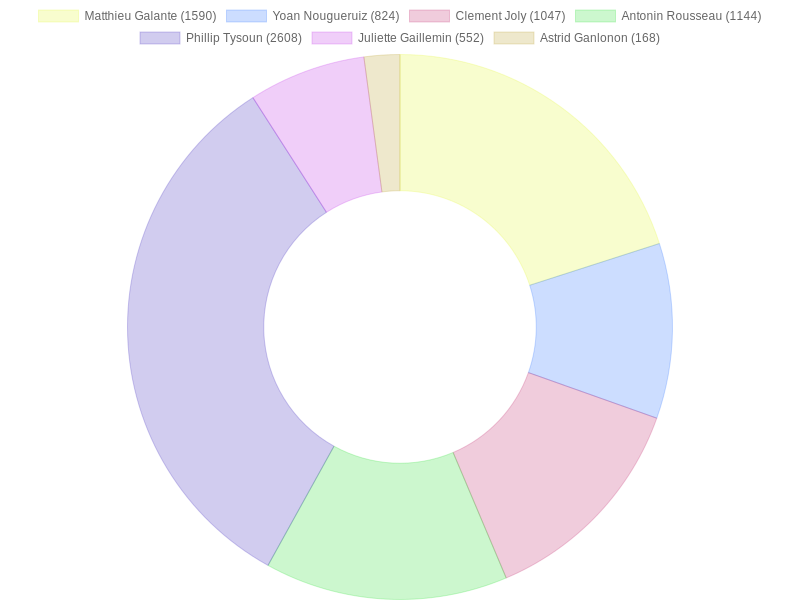 Matthieu Galante (1590) Yoan Nougueruiz (824) Clement Joly (1047) Antonin Rousseau (1144)
Phillip Tysoun (2608) Juliette Gaillemin (552) Astrid Ganlonon (168)